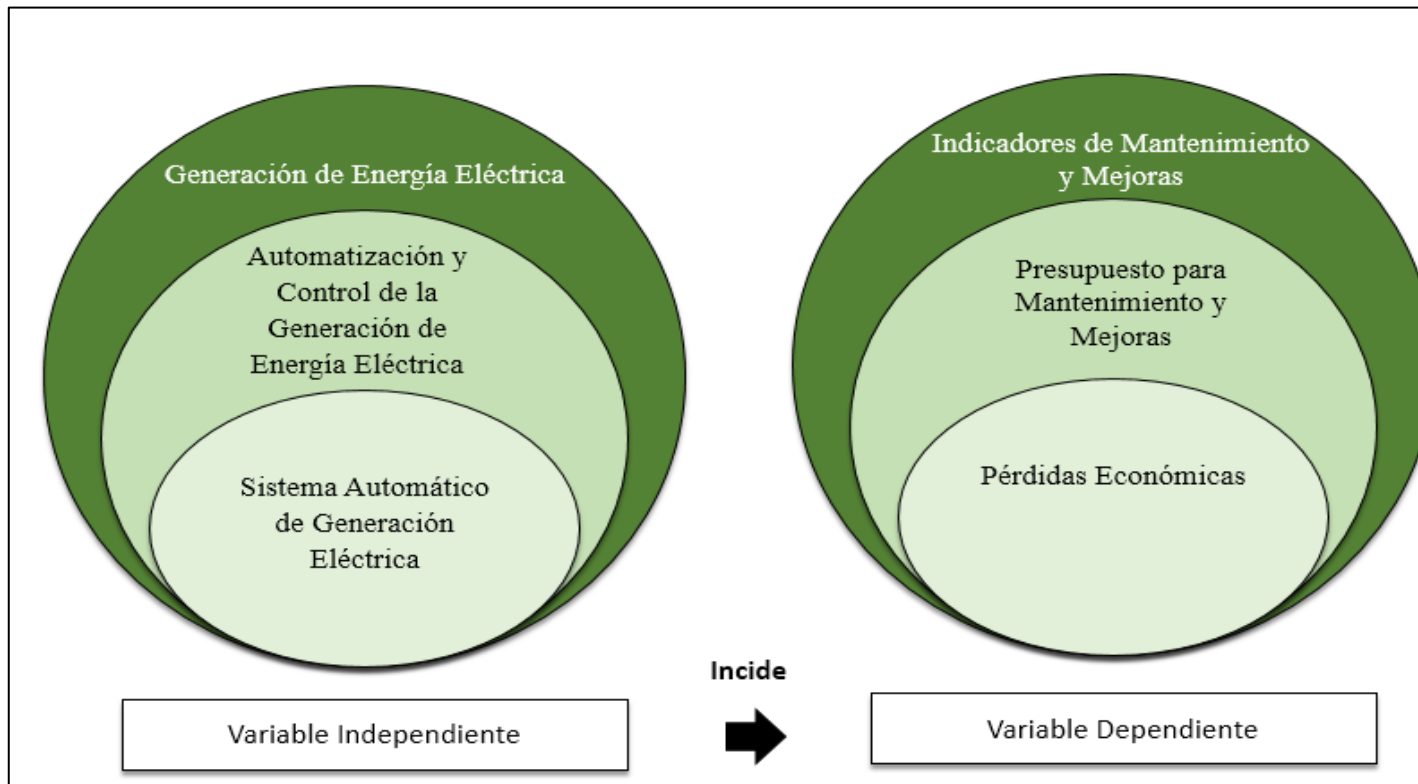 Generación de Energía Eléctrica
Automatización y
Control de la
Generación de
Energía Eléctrica
Sistema Automático
de Generación
Eléctrica
Indicadores de Mantenimiento
y Mejoras
Presupuesto para
Mantenimiento y
Mejoras
Pérdidas Económicas
Incide
Variable Independiente
Variable Dependiente